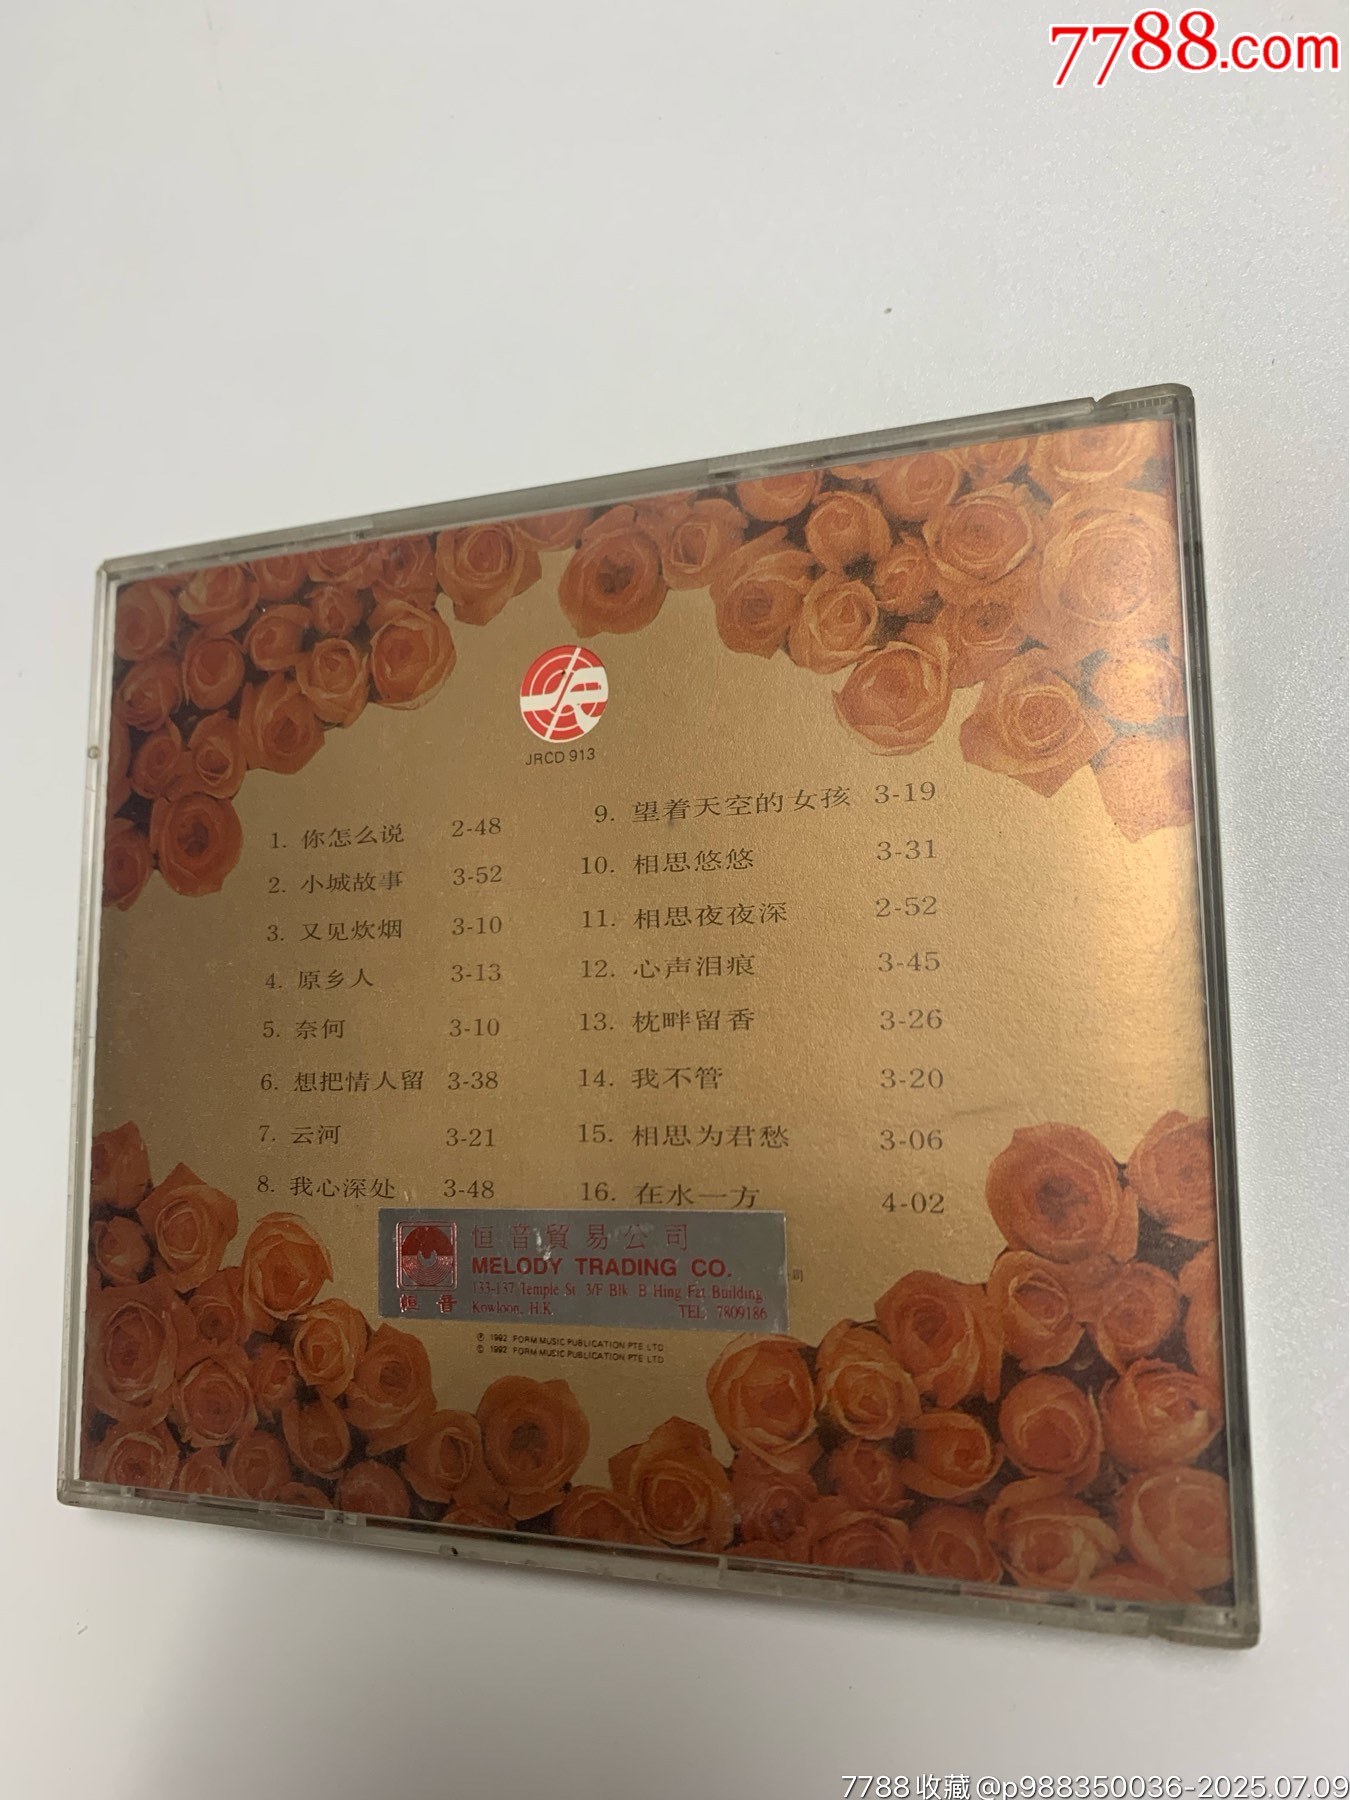 7788.com
JRCD 913
1. 你怎么说 2-48
2. 小城故事 3-52
3. 又见炊烟 3-10
4. 原乡人 3-13
5. 奈何 3-10
6. 想把情人留 3-38
7. 云河 3-21
8. 我心深处 3-48
9. 望着天空的女孩 3-19
10. 相思悠悠 3-31
11. 相思夜夜深 2-52
12. 心声泪痕 3-45
13. 枕畔留香 3-26
14. 我不管 3-20
15. 相思为君愁 3-06
16. 在水一方 4-02
恒音貿易公司
MELODY TRADING CO.
133-137 Temple St. 3/F Blk. B Hing Fat Building
Kowloon, H.K. TEL: 7809186
恒音
司
℗ 1992 FORM MUSIC PUBLICATION PTE LTD
© 1992 FORM MUSIC PUBLICATION PTE LTD
7788收藏@p988350036-2025.07.09